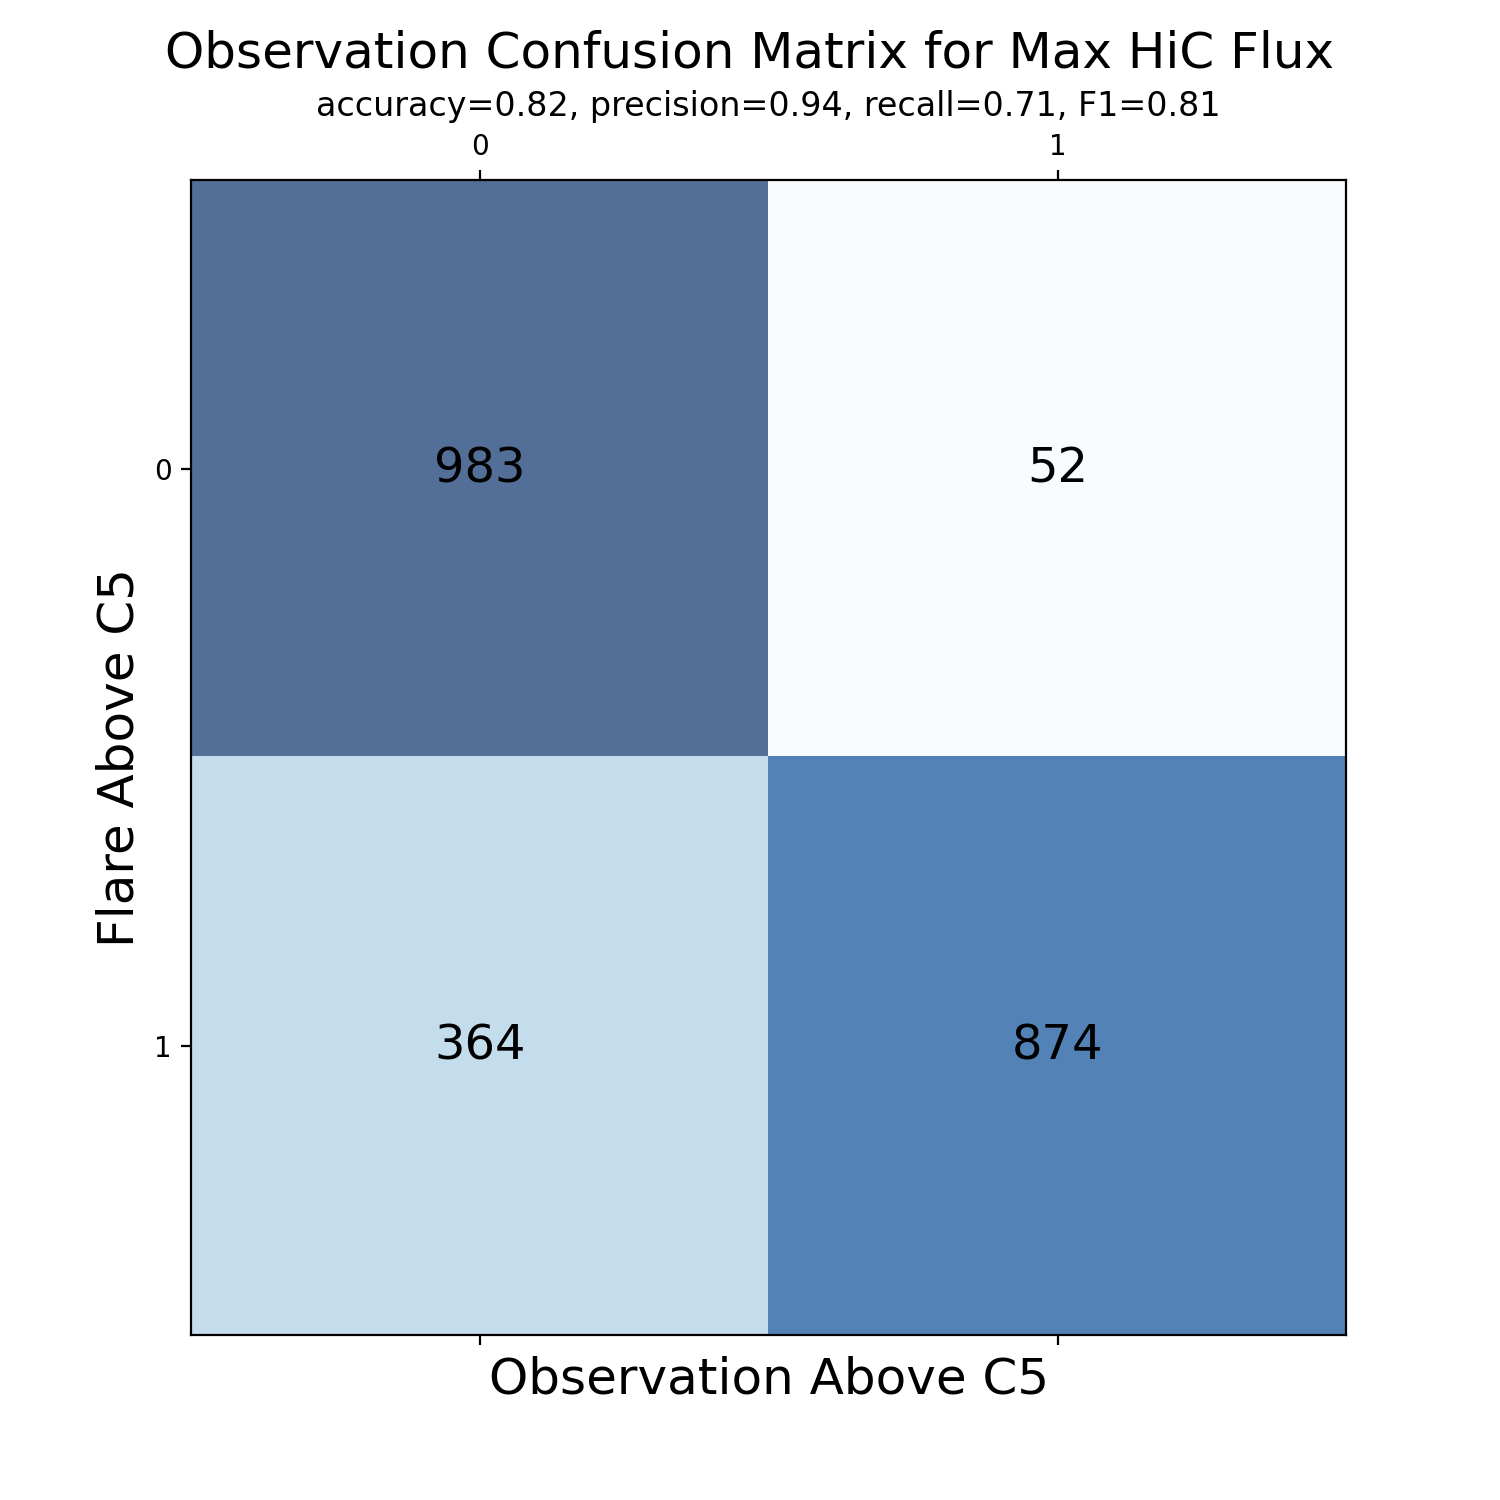 Observation Confusion Matrix for Max HiC Flux
accuracy=0.82, precision=0.94, recall=0.71, F1=0.81
0 1
0 983 52
Flare Above C5
1 364 874
Observation Above C5